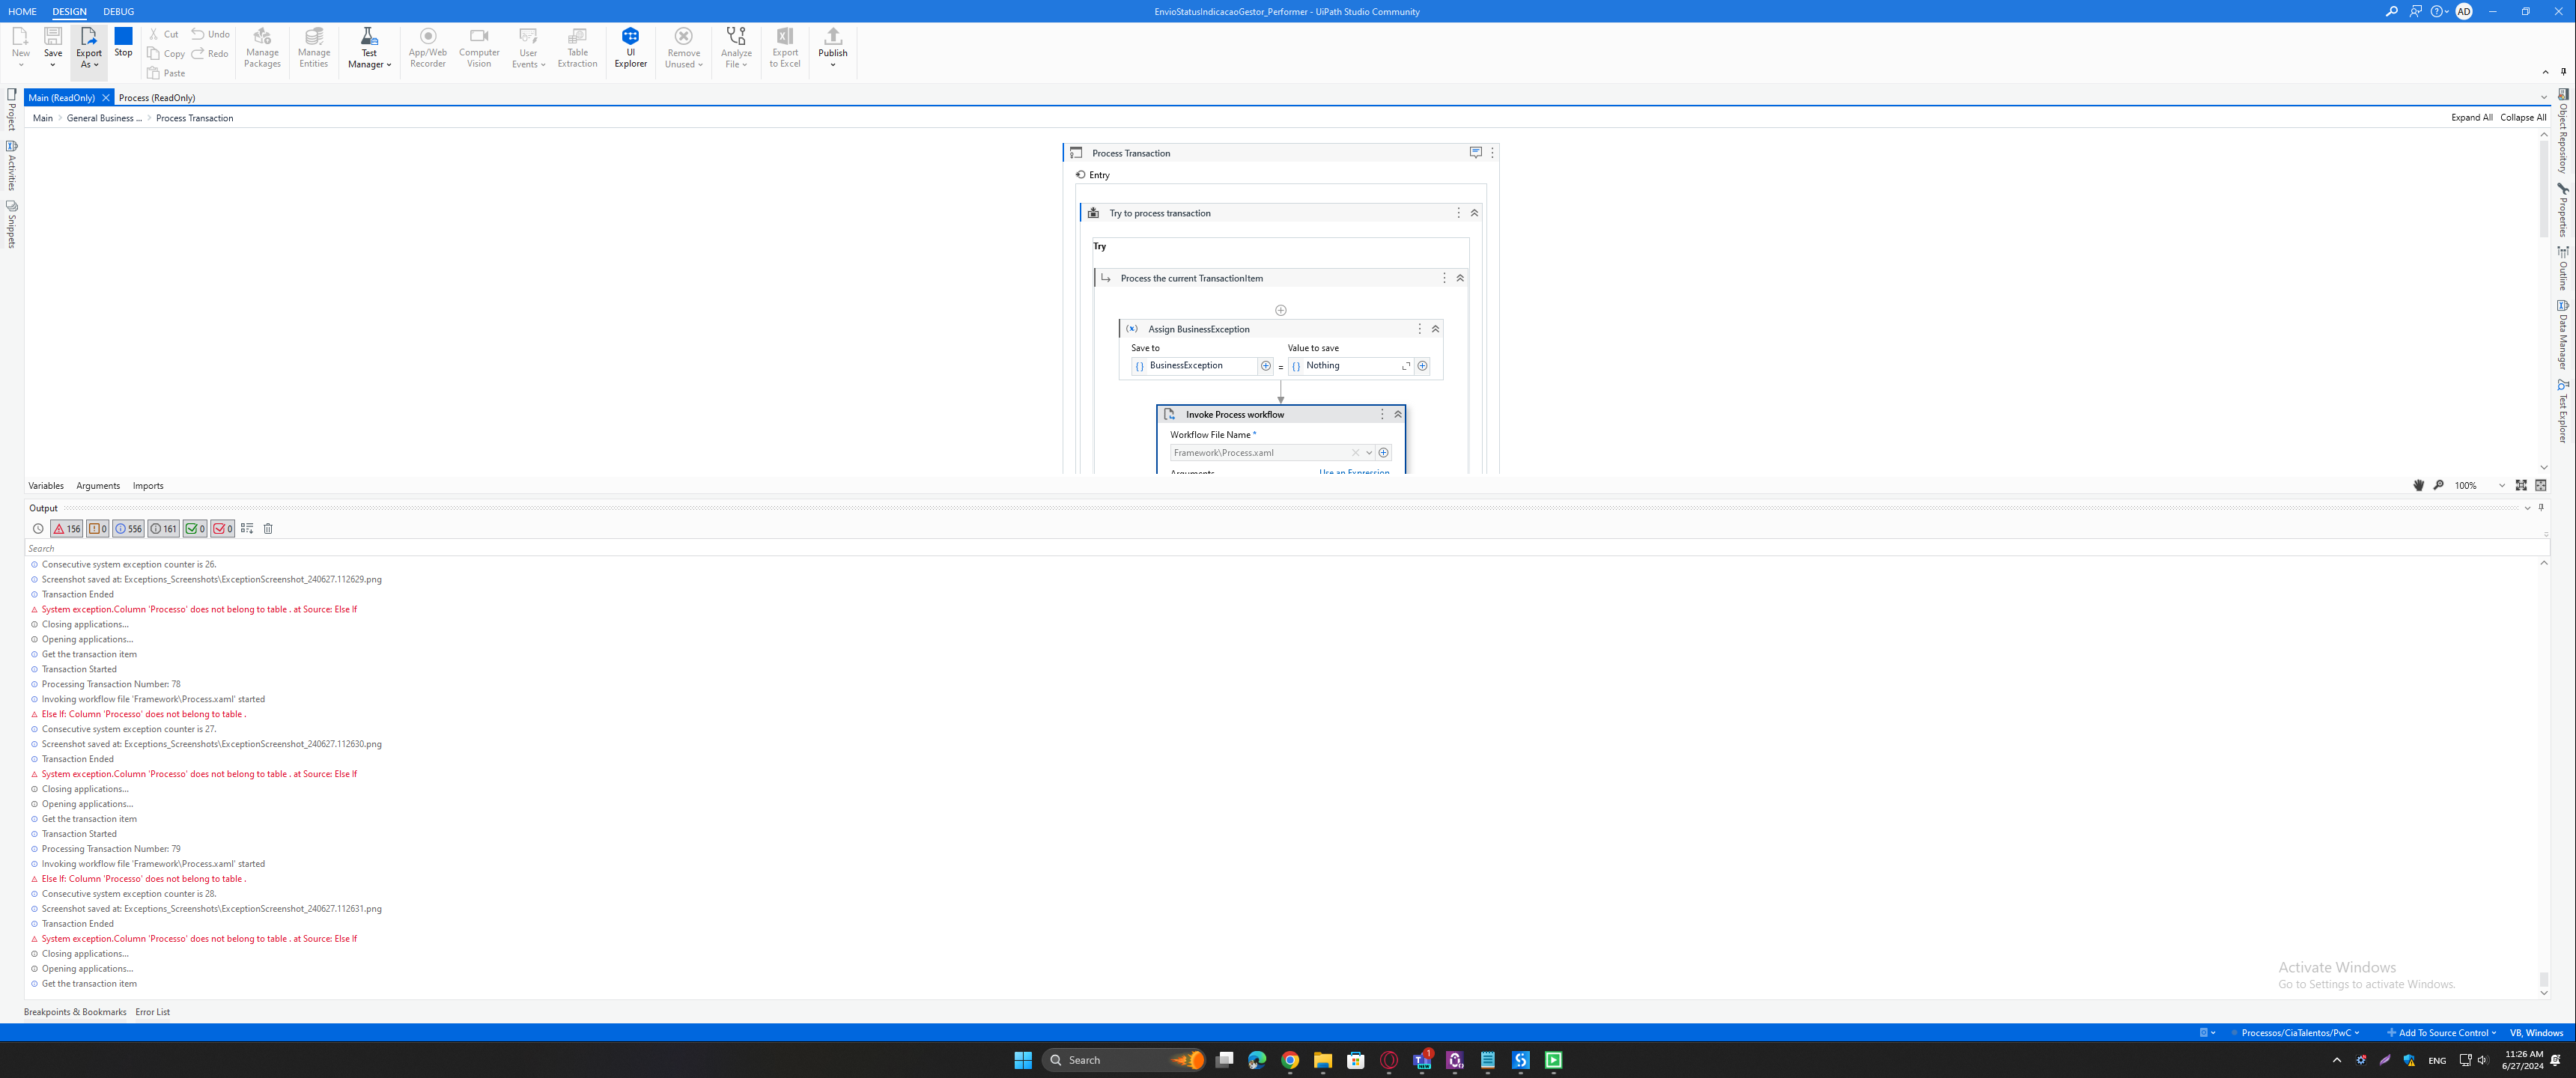 HOME DESIGN DEBUG
EnvioStatusIndicacaoGestor_Performer - UiPath Studio Community
AD
New
Save
Export As
Stop
Cut
Copy
Paste
Undo
Redo
Manage Packages
Manage Entities
Test Manager
App/Web Recorder
Computer Vision
User Events
Table Extraction
UI Explorer
Remove Unused
Analyze File
Export to Excel
Publish
Project
Activities
Snippets
Main (ReadOnly) Process (ReadOnly)
Main > General Business ... > Process Transaction
Expand All Collapse All
Object Repository
Properties
Outline
Data Manager
Test Explorer
Process Transaction
Entry
Try to process transaction
Try
Process the current TransactionItem
Assign BusinessException
Save to Value to save
BusinessException = Nothing
Invoke Process workflow
Workflow File Name *
Framework\Process.xaml
Arguments Use an Expression
Variables Arguments Imports
100%
Output
156 0 556 161 0 0
Search
Consecutive system exception counter is 26.
Screenshot saved at: Exceptions_Screenshots\ExceptionScreenshot_240627.112629.png
Transaction Ended
System exception.Column 'Processo' does not belong to table . at Source: Else If
Closing applications...
Opening applications...
Get the transaction item
Transaction Started
Processing Transaction Number: 78
Invoking workflow file 'Framework\Process.xaml' started
Else If: Column 'Processo' does not belong to table .
Consecutive system exception counter is 27.
Screenshot saved at: Exceptions_Screenshots\ExceptionScreenshot_240627.112630.png
Transaction Ended
System exception.Column 'Processo' does not belong to table . at Source: Else If
Closing applications...
Opening applications...
Get the transaction item
Transaction Started
Processing Transaction Number: 79
Invoking workflow file 'Framework\Process.xaml' started
Else If: Column 'Processo' does not belong to table .
Consecutive system exception counter is 28.
Screenshot saved at: Exceptions_Screenshots\ExceptionScreenshot_240627.112631.png
Transaction Ended
System exception.Column 'Processo' does not belong to table . at Source: Else If
Closing applications...
Opening applications...
Get the transaction item
Activate Windows
Go to Settings to activate Windows.
Breakpoints & Bookmarks Error List
Processos/CiaTalentos/PwC
Add To Source Control
VB, Windows
Search
1
NEW
ENG
11:26 AM
6/27/2024